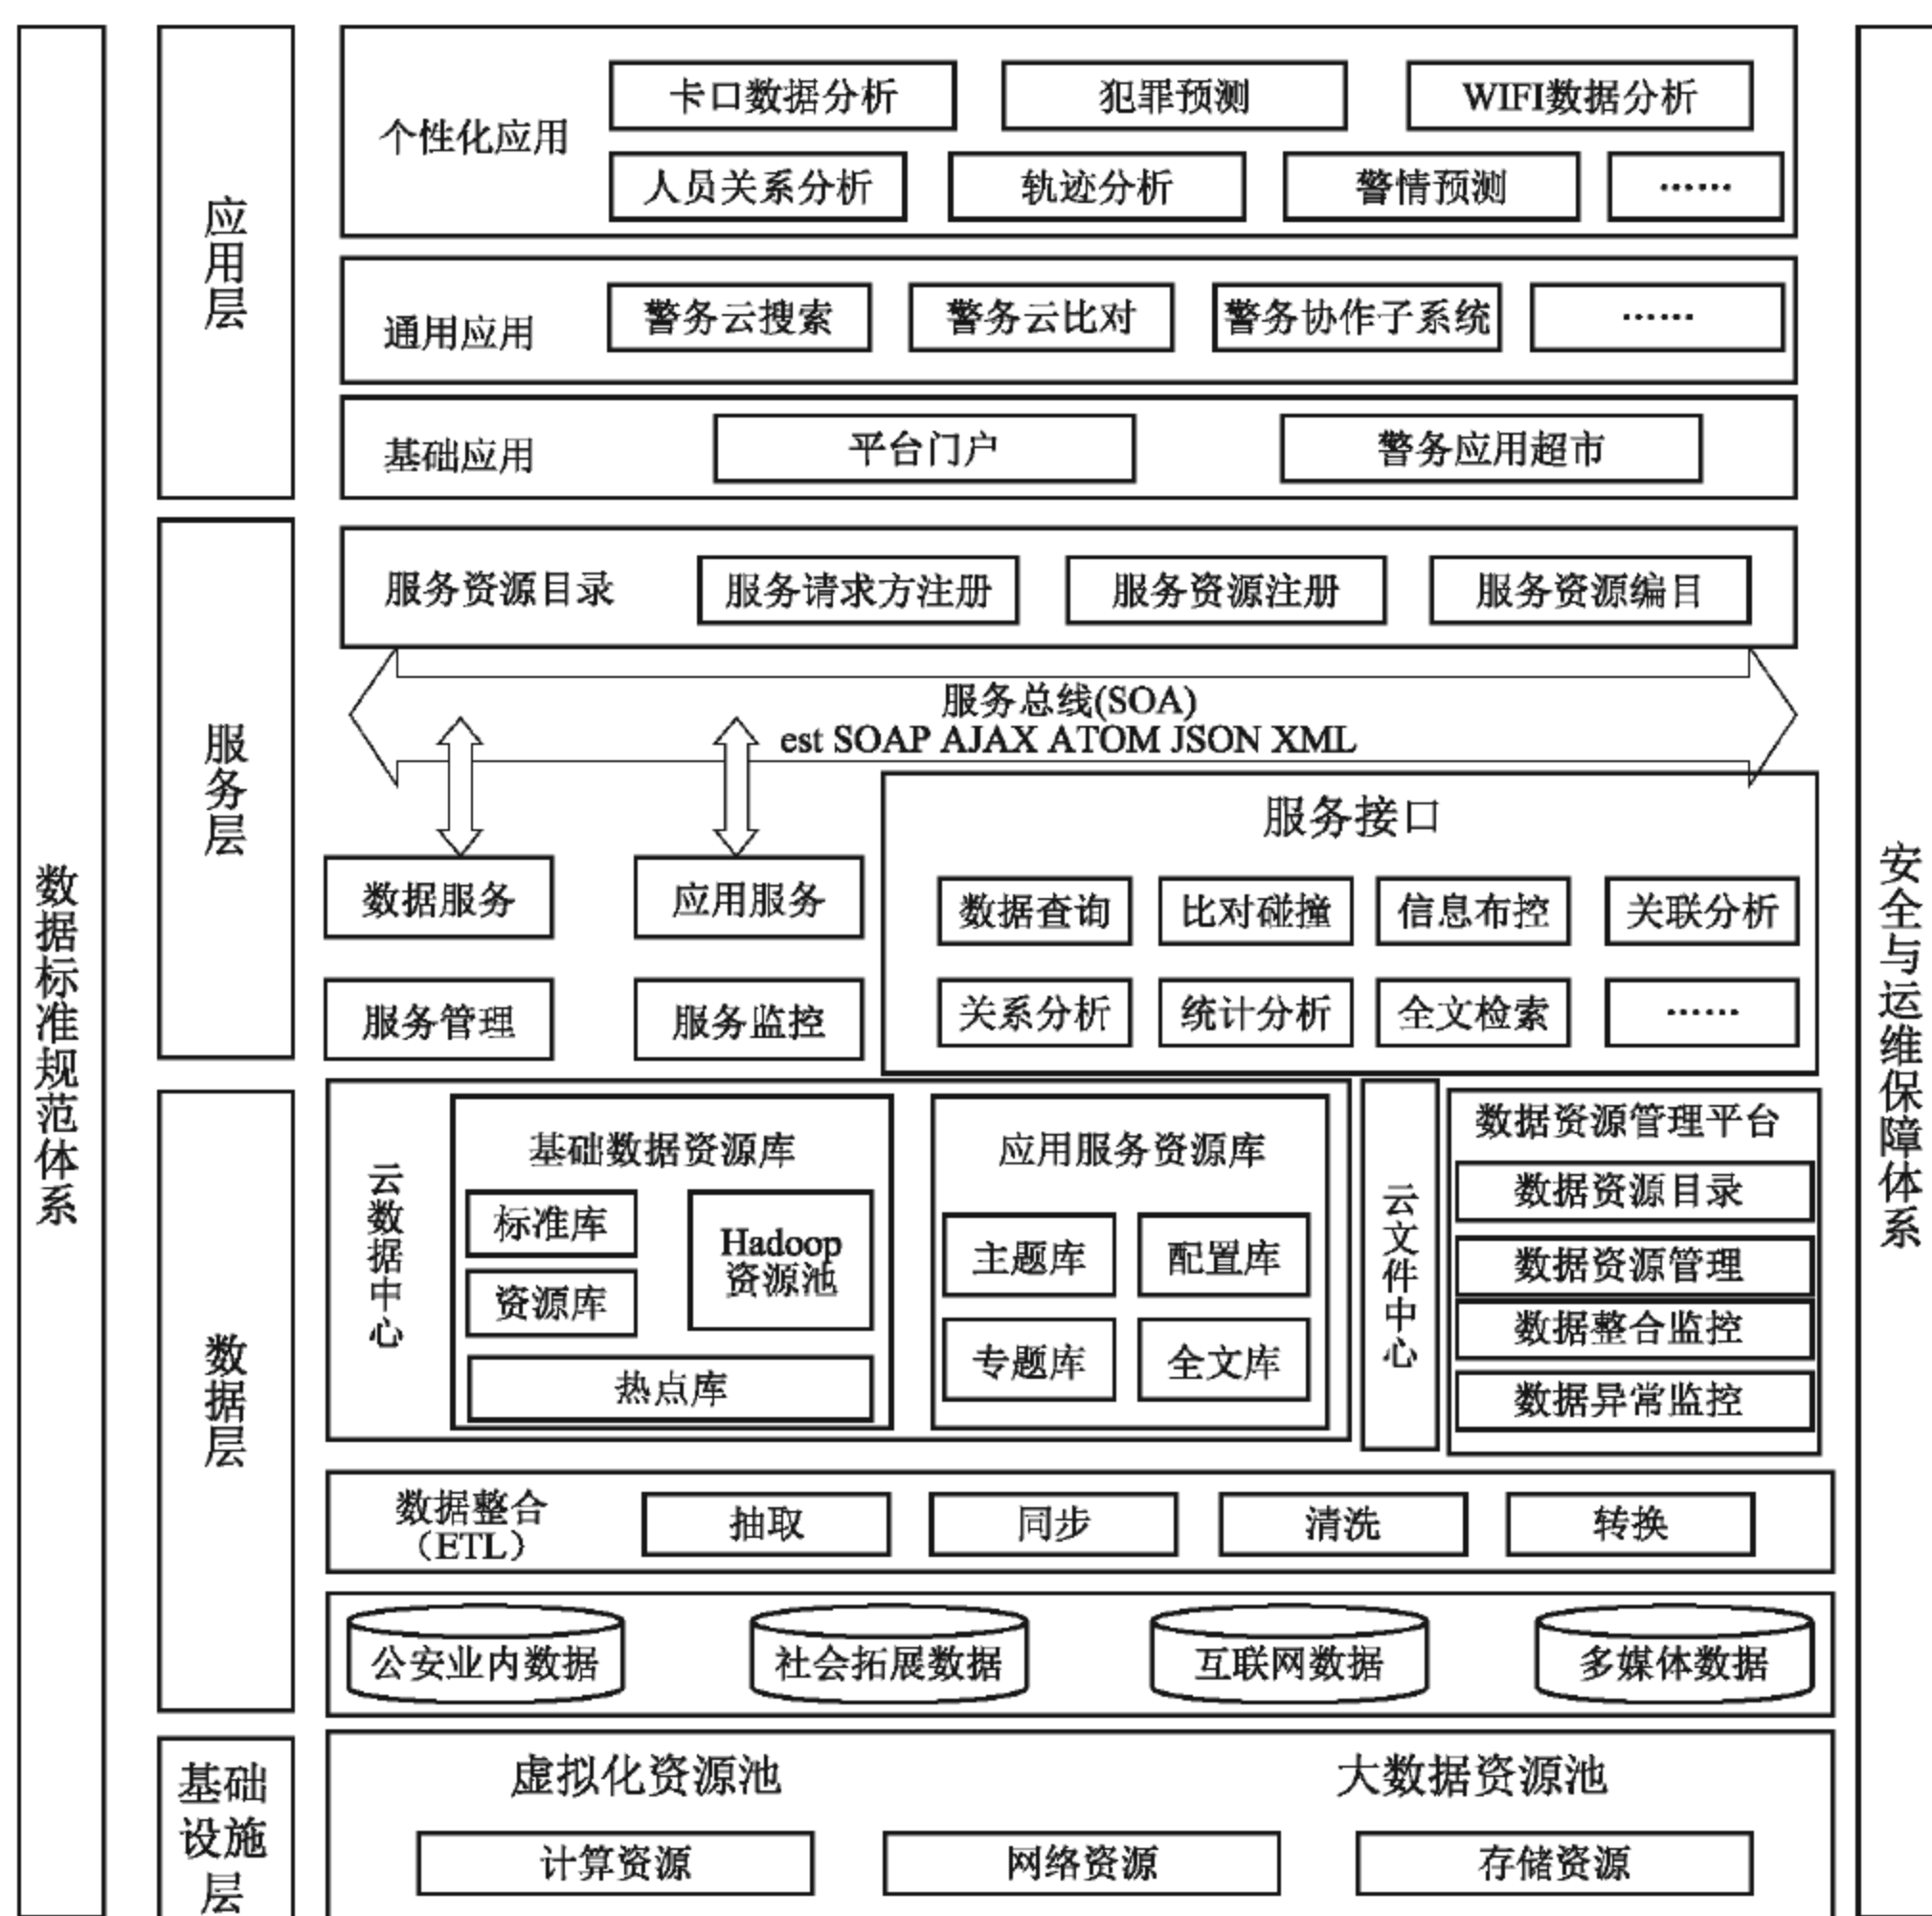 数据标准规范体系
应用层
个性化应用
卡口数据分析
犯罪预测
WIFI数据分析
人员关系分析
轨迹分析
警情预测
……
通用应用
警务云搜索
警务云比对
警务协作子系统
……
基础应用
平台门户
警务应用超市
服务层
服务资源目录
服务请求方注册
服务资源注册
服务资源编目
服务总线(SOA)
est SOAP AJAX ATOM JSON XML
数据服务
应用服务
服务管理
服务监控
服务接口
数据查询
比对碰撞
信息布控
关联分析
关系分析
统计分析
全文检索
……
数据层
云数据中心
基础数据资源库
标准库
资源库
Hadoop
资源池
热点库
应用服务资源库
主题库
配置库
专题库
全文库
云文件中心
数据资源管理平台
数据资源目录
数据资源管理
数据整合监控
数据异常监控
数据整合
（ETL）
抽取
同步
清洗
转换
公安业内数据
社会拓展数据
互联网数据
多媒体数据
基础
设施
层
虚拟化资源池
大数据资源池
计算资源
网络资源
存储资源
安全与运维保障体系